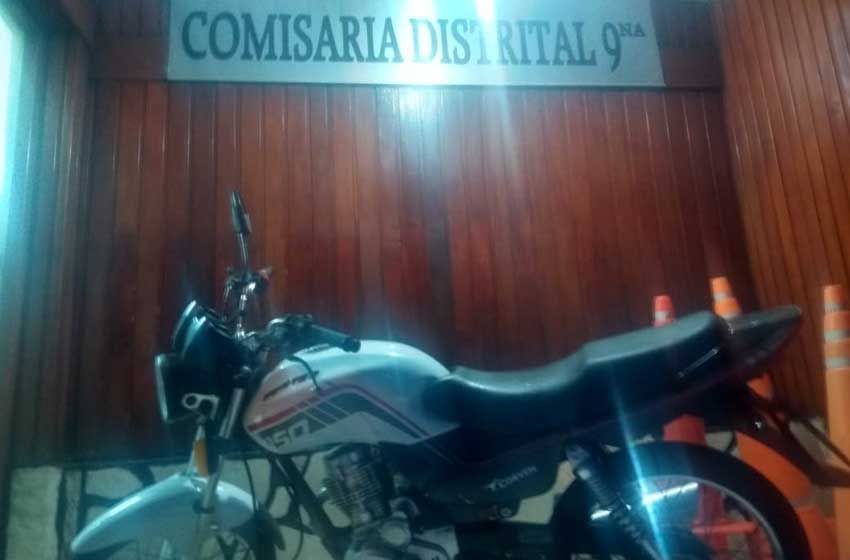 COMISARIA DISTRITAL 9NA
150
CORVEN